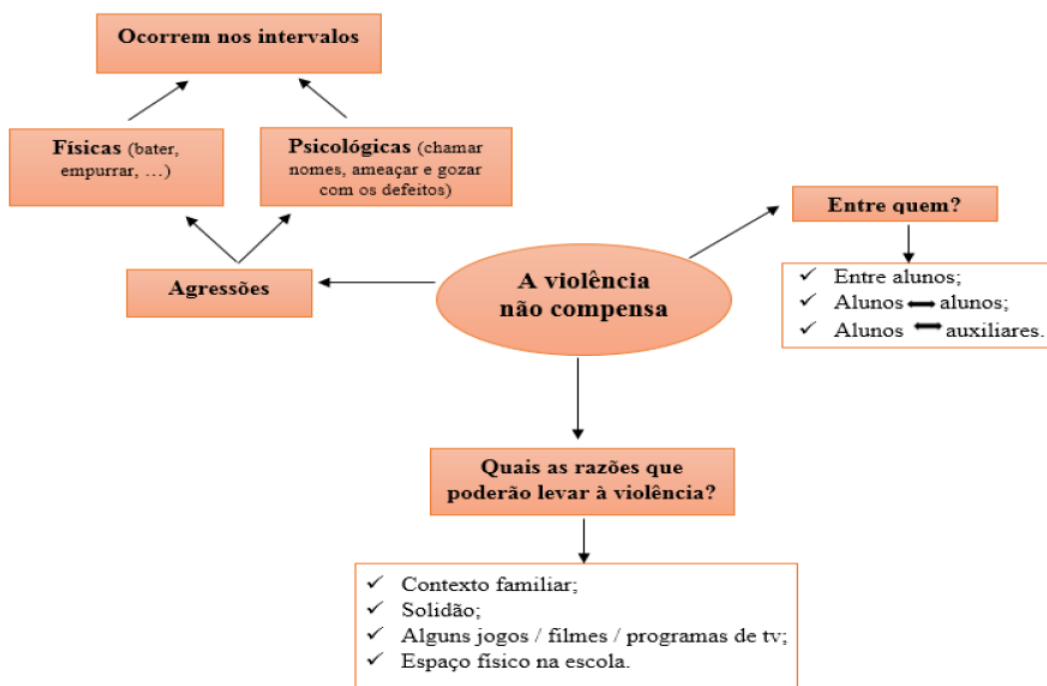 Ocorrem nos intervalos
Físicas (bater,
empurrar, …)
Psicológicas (chamar
nomes, ameaçar e gozar
com os defeitos)
Agressões
A violência
não compensa
Entre quem?
✓ Entre alunos;
✓ Alunos ⟷ alunos;
✓ Alunos ⟷ auxiliares.
Quais as razões que
poderão levar à violência?
✓ Contexto familiar;
✓ Solidão;
✓ Alguns jogos / filmes / programas de tv;
✓ Espaço físico na escola.